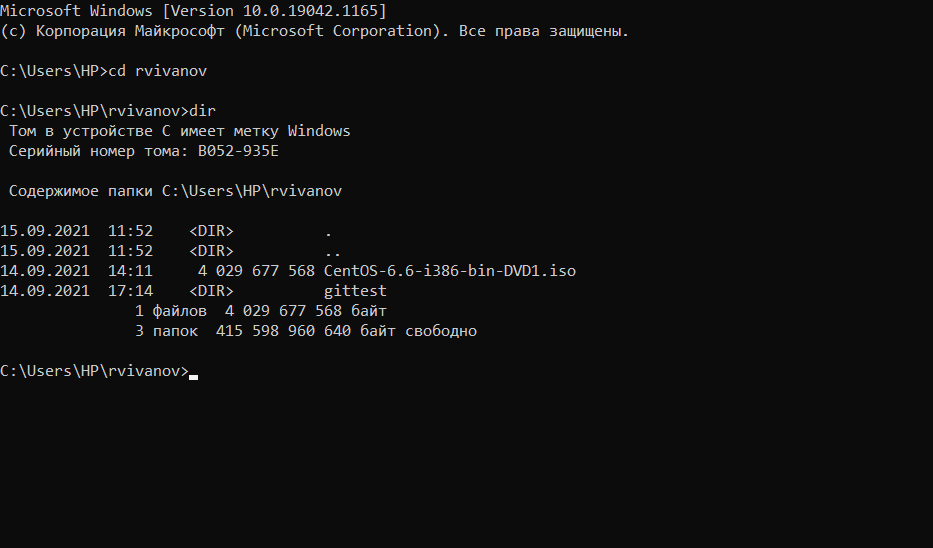 Microsoft Windows [Version 10.0.19042.1165]
(c) Корпорация Майкрософт (Microsoft Corporation). Все права защищены.
C:\Users\HP>cd rvivanov
C:\Users\HP\rvivanov>dir
Том в устройстве C имеет метку Windows
Серийный номер тома: B052-935E
Содержимое папки C:\Users\HP\rvivanov
15.09.2021  11:52    <DIR>          .
15.09.2021  11:52    <DIR>          ..
14.09.2021  14:11     4 029 677 568 CentOS-6.6-i386-bin-DVD1.iso
14.09.2021  17:14    <DIR>          gittest
1 файлов  4 029 677 568 байт
3 папок  415 598 960 640 байт свободно
C:\Users\HP\rvivanov>